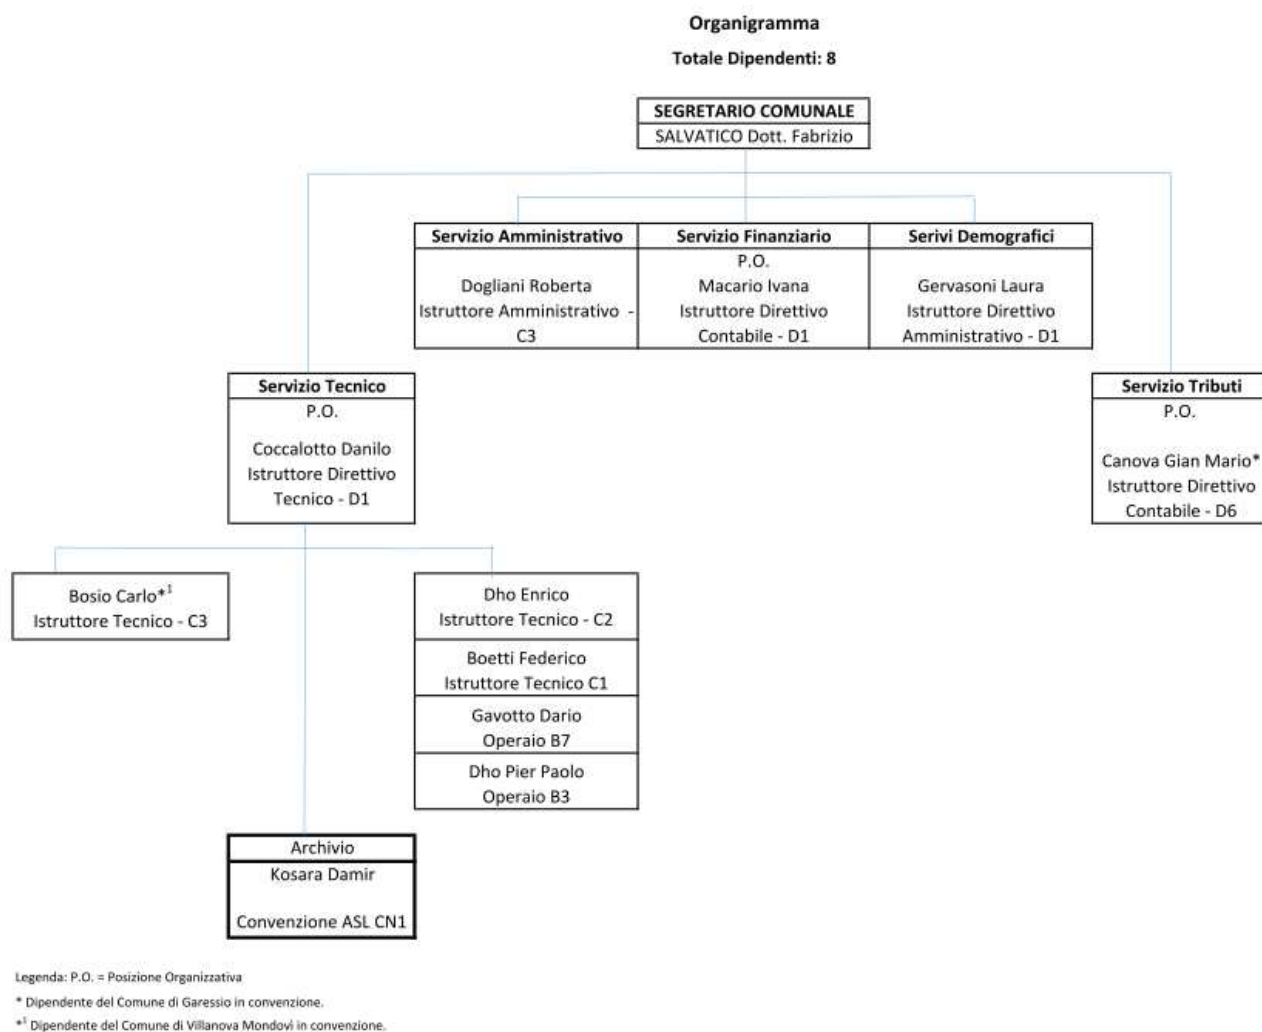 Organigramma
Totale Dipendenti: 8
SEGRETARIO COMUNALE
SALVATICO Dott. Fabrizio
Servizio Amministrativo
Dogliani Roberta
Istruttore Amministrativo -
C3
Servizio Finanziario
P.O.
Macario Ivana
Istruttore Direttivo
Contabile - D1
Serivi Demografici
Gervasoni Laura
Istruttore Direttivo
Amministrativo - D1
Servizio Tecnico
P.O.
Coccalotto Danilo
Istruttore Direttivo
Tecnico - D1
Servizio Tributi
P.O.
Canova Gian Mario*
Istruttore Direttivo
Contabile - D6
Bosio Carlo*¹
Istruttore Tecnico - C3
Dho Enrico
Istruttore Tecnico - C2
Boetti Federico
Istruttore Tecnico C1
Gavotto Dario
Operaio B7
Dho Pier Paolo
Operaio B3
Archivio
Kosara Damir
Convenzione ASL CN1
Legenda: P.O. = Posizione Organizzativa
* Dipendente del Comune di Garessio in convenzione.
*¹ Dipendente del Comune di Villanova Mondovì in convenzione.